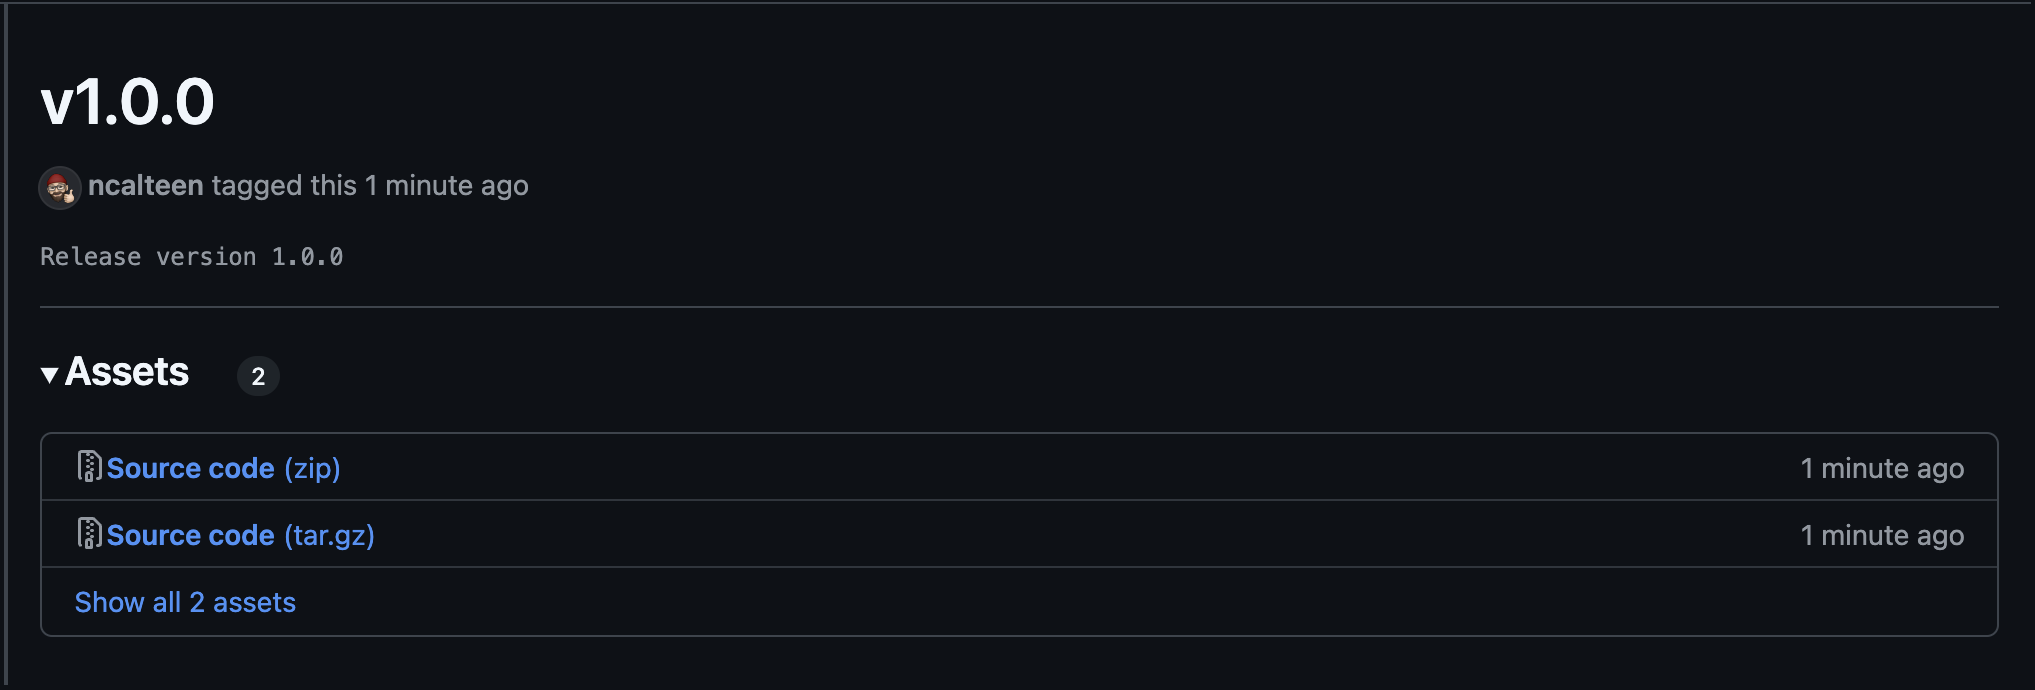 v1.0.0
ncalteen tagged this 1 minute ago
Release version 1.0.0
Assets 2
Source code (zip) 1 minute ago
Source code (tar.gz) 1 minute ago
Show all 2 assets